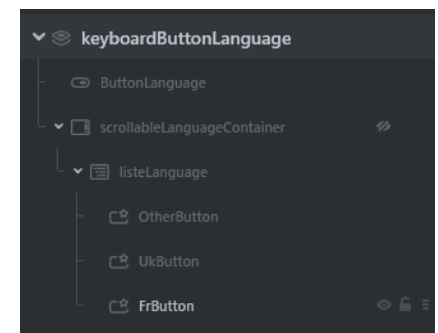 keyboardButtonLanguage
ButtonLanguage
scrollableLanguageContainer
listeLanguage
OtherButton
UkButton
FrButton